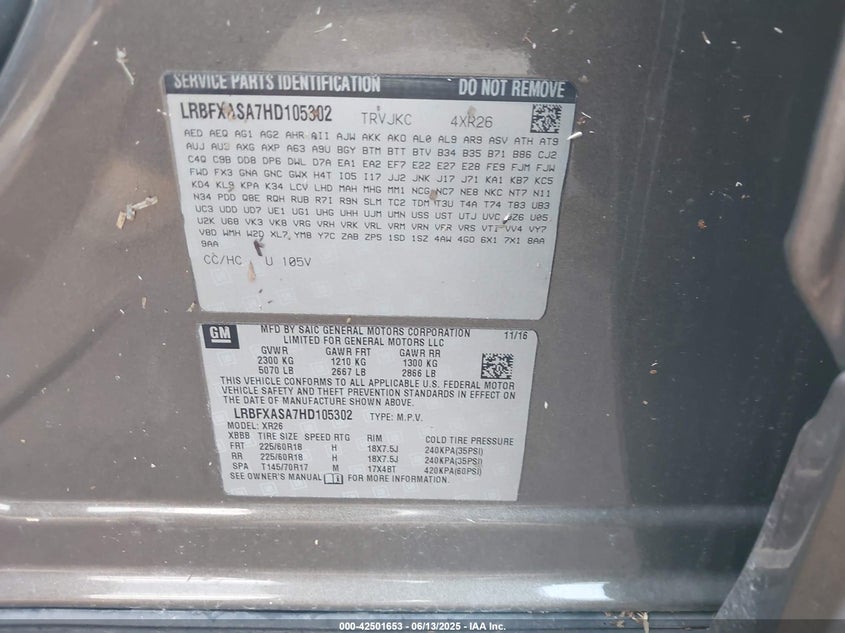 SERVICE PARTS IDENTIFICATION DO NOT REMOVE
LRBFXASA7HD105302 TRVJKC 4XR26
AED AEQ AG1 AG2 AHR AII AJW AKK AKO AL0 AL9 AR9 ASV ATH AT9
AUJ AU3 AXG AXP A63 A9U BGY BTM BTT BTV B34 B35 B71 B86 CJ2
C4Q C9B DD8 DP6 DWL D7A EA1 EA2 EF7 E22 E27 E28 FE9 FJM FJW
FWD FX3 GNA GNC GWX H4T IO5 I17 JJ2 JNK J17 J71 KA1 KB7 KC5
KD4 KL9 KPA K34 LCV LHD MAH MHG MM1 NCG NC7 NE8 NKC NT7 N11
N34 PDD Q8E RQH RUB R7I R9N SLM TC2 TDM T3U T4A T74 T83 UB3
UC3 UDD UD7 UE1 UG1 UHG UHH UJM UMN USS UST UTJ UVC VZ6 U05
U2K U68 VK3 VK8 VRG VRH VRK VRL VRM VRN VFR VRS VTI VV4 VY7
V8D WMH W2D XL7 YM8 Y7C ZAB ZP5 1SD 1SZ 4AW 4GD 6X1 7X1 8AA
9AA
CC/HC U 105V
GM MFD BY SAIC GENERAL MOTORS CORPORATION 11/16
LIMITED FOR GENERAL MOTORS LLC
GVWR GAWR FRT GAWR RR
2300 KG 1210 KG 1300 KG
5070 LB 2667 LB 2866 LB
THIS VEHICLE CONFORMS TO ALL APPLICABLE U.S. FEDERAL MOTOR
VEHICLE SAFETY AND THEFT PREVENTION STANDARDS IN EFFECT ON
THE DATE OF MANUFACTURE SHOWN ABOVE.
LRBFXASA7HD105302 TYPE: M.P.V.
MODEL: XR26
XBBB TIRE SIZE SPEED RTG RIM COLD TIRE PRESSURE
FRT 225/60R18 H 18X7.5J 240KPA(35PSI)
RR 225/60R18 H 18X7.5J 240KPA(35PSI)
SPA T145/70R17 M 17X4BT 420KPA(60PSI)
SEE OWNER'S MANUAL FOR MORE INFORMATION.
000-42501653 - 06/13/2025 - IAA Inc.